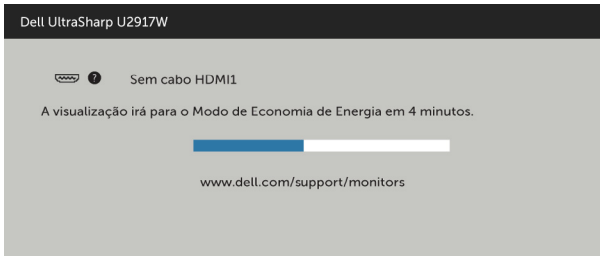 Dell UltraSharp U2917W
? Sem cabo HDMI1
A visualização irá para o Modo de Economia de Energia em 4 minutos.
www.dell.com/support/monitors